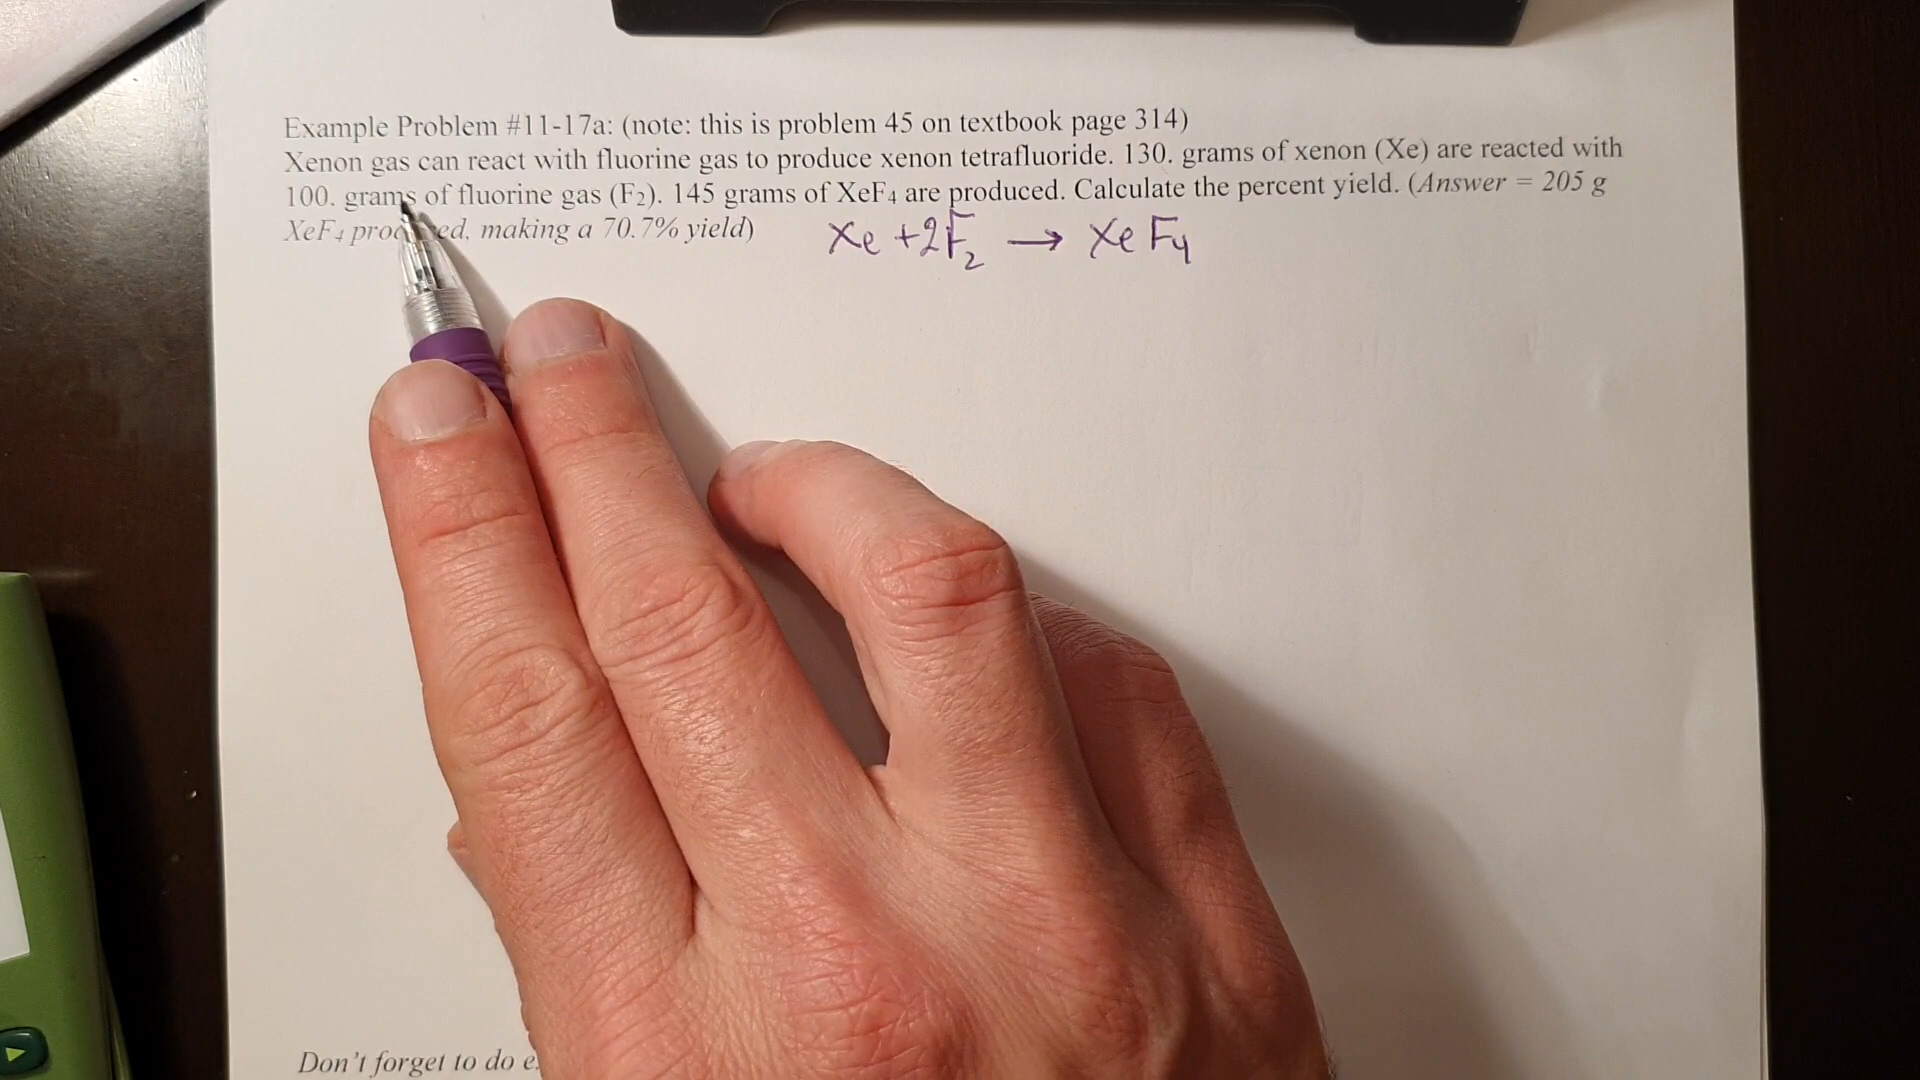 Example Problem #11-17a: (note: this is problem 45 on textbook page 314)
Xenon gas can react with fluorine gas to produce xenon tetrafluoride. 130. grams of xenon (Xe) are reacted with
100. grams of fluorine gas (F₂). 145 grams of XeF₄ are produced. Calculate the percent yield. (Answer = 205 g
XeF₄ making a 70.7% yield)
Xe + 2F₂ → XeF₄
Don't forget to do